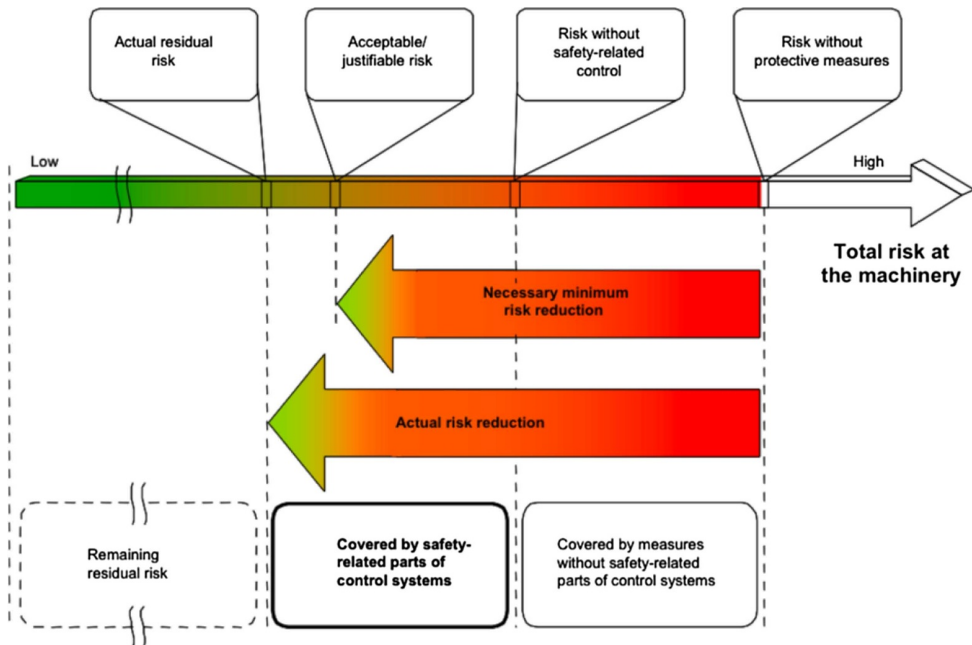 Actual residual
risk
Acceptable/
justifiable risk
Risk without
safety-related
control
Risk without
protective measures
Low
High
Total risk at
the machinery
Necessary minimum
risk reduction
Actual risk reduction
Remaining
residual risk
Covered by safety-
related parts of
control systems
Covered by measures
without safety-related
parts of control systems